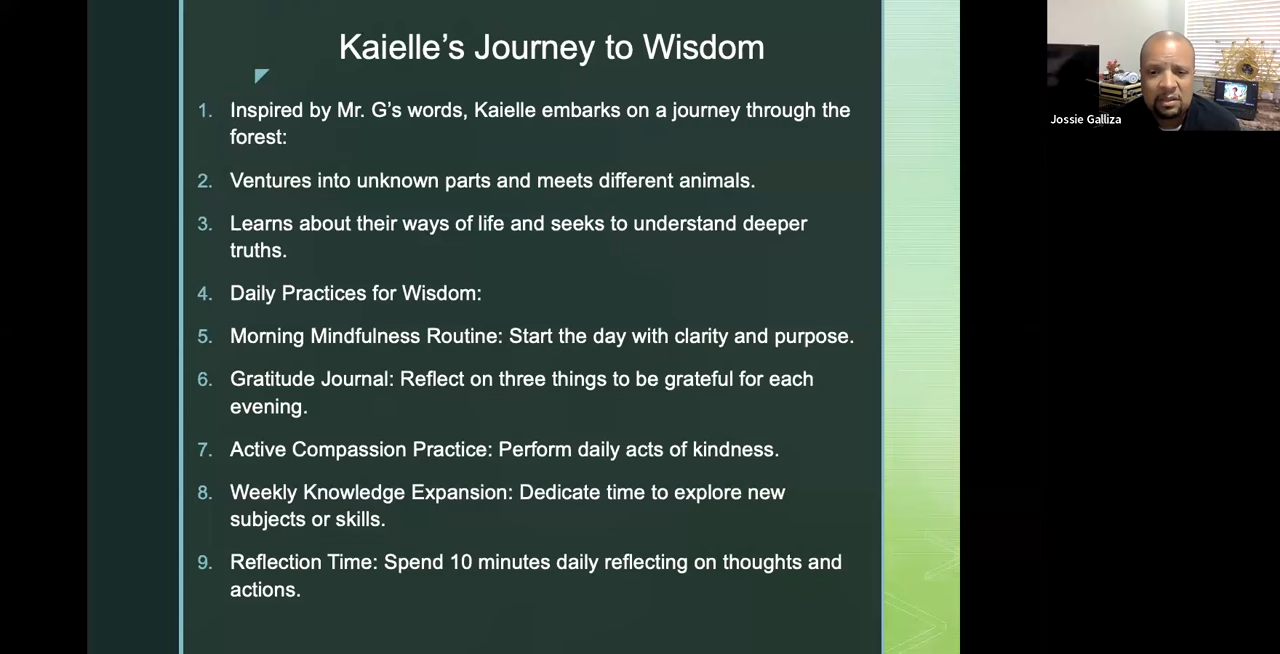 Kaielle's Journey to Wisdom
1. Inspired by Mr. G's words, Kaielle embarks on a journey through the
forest:
2. Ventures into unknown parts and meets different animals.
3. Learns about their ways of life and seeks to understand deeper
truths.
4. Daily Practices for Wisdom:
5. Morning Mindfulness Routine: Start the day with clarity and purpose.
6. Gratitude Journal: Reflect on three things to be grateful for each
evening.
7. Active Compassion Practice: Perform daily acts of kindness.
8. Weekly Knowledge Expansion: Dedicate time to explore new
subjects or skills.
9. Reflection Time: Spend 10 minutes daily reflecting on thoughts and
actions.
Jossie Galliza